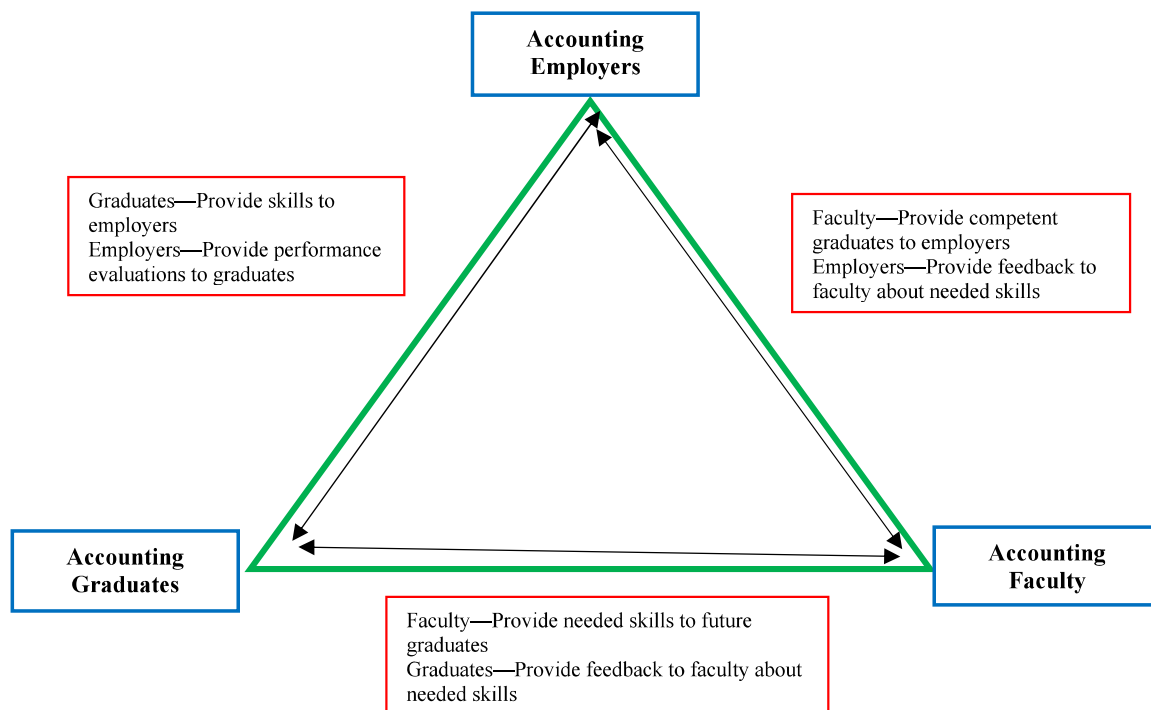 Accounting
Employers
Graduates—Provide skills to
employers
Employers—Provide performance
evaluations to graduates
Faculty—Provide competent
graduates to employers
Employers—Provide feedback to
faculty about needed skills
Accounting
Graduates
Accounting
Faculty
Faculty—Provide needed skills to future
graduates
Graduates—Provide feedback to faculty about
needed skills